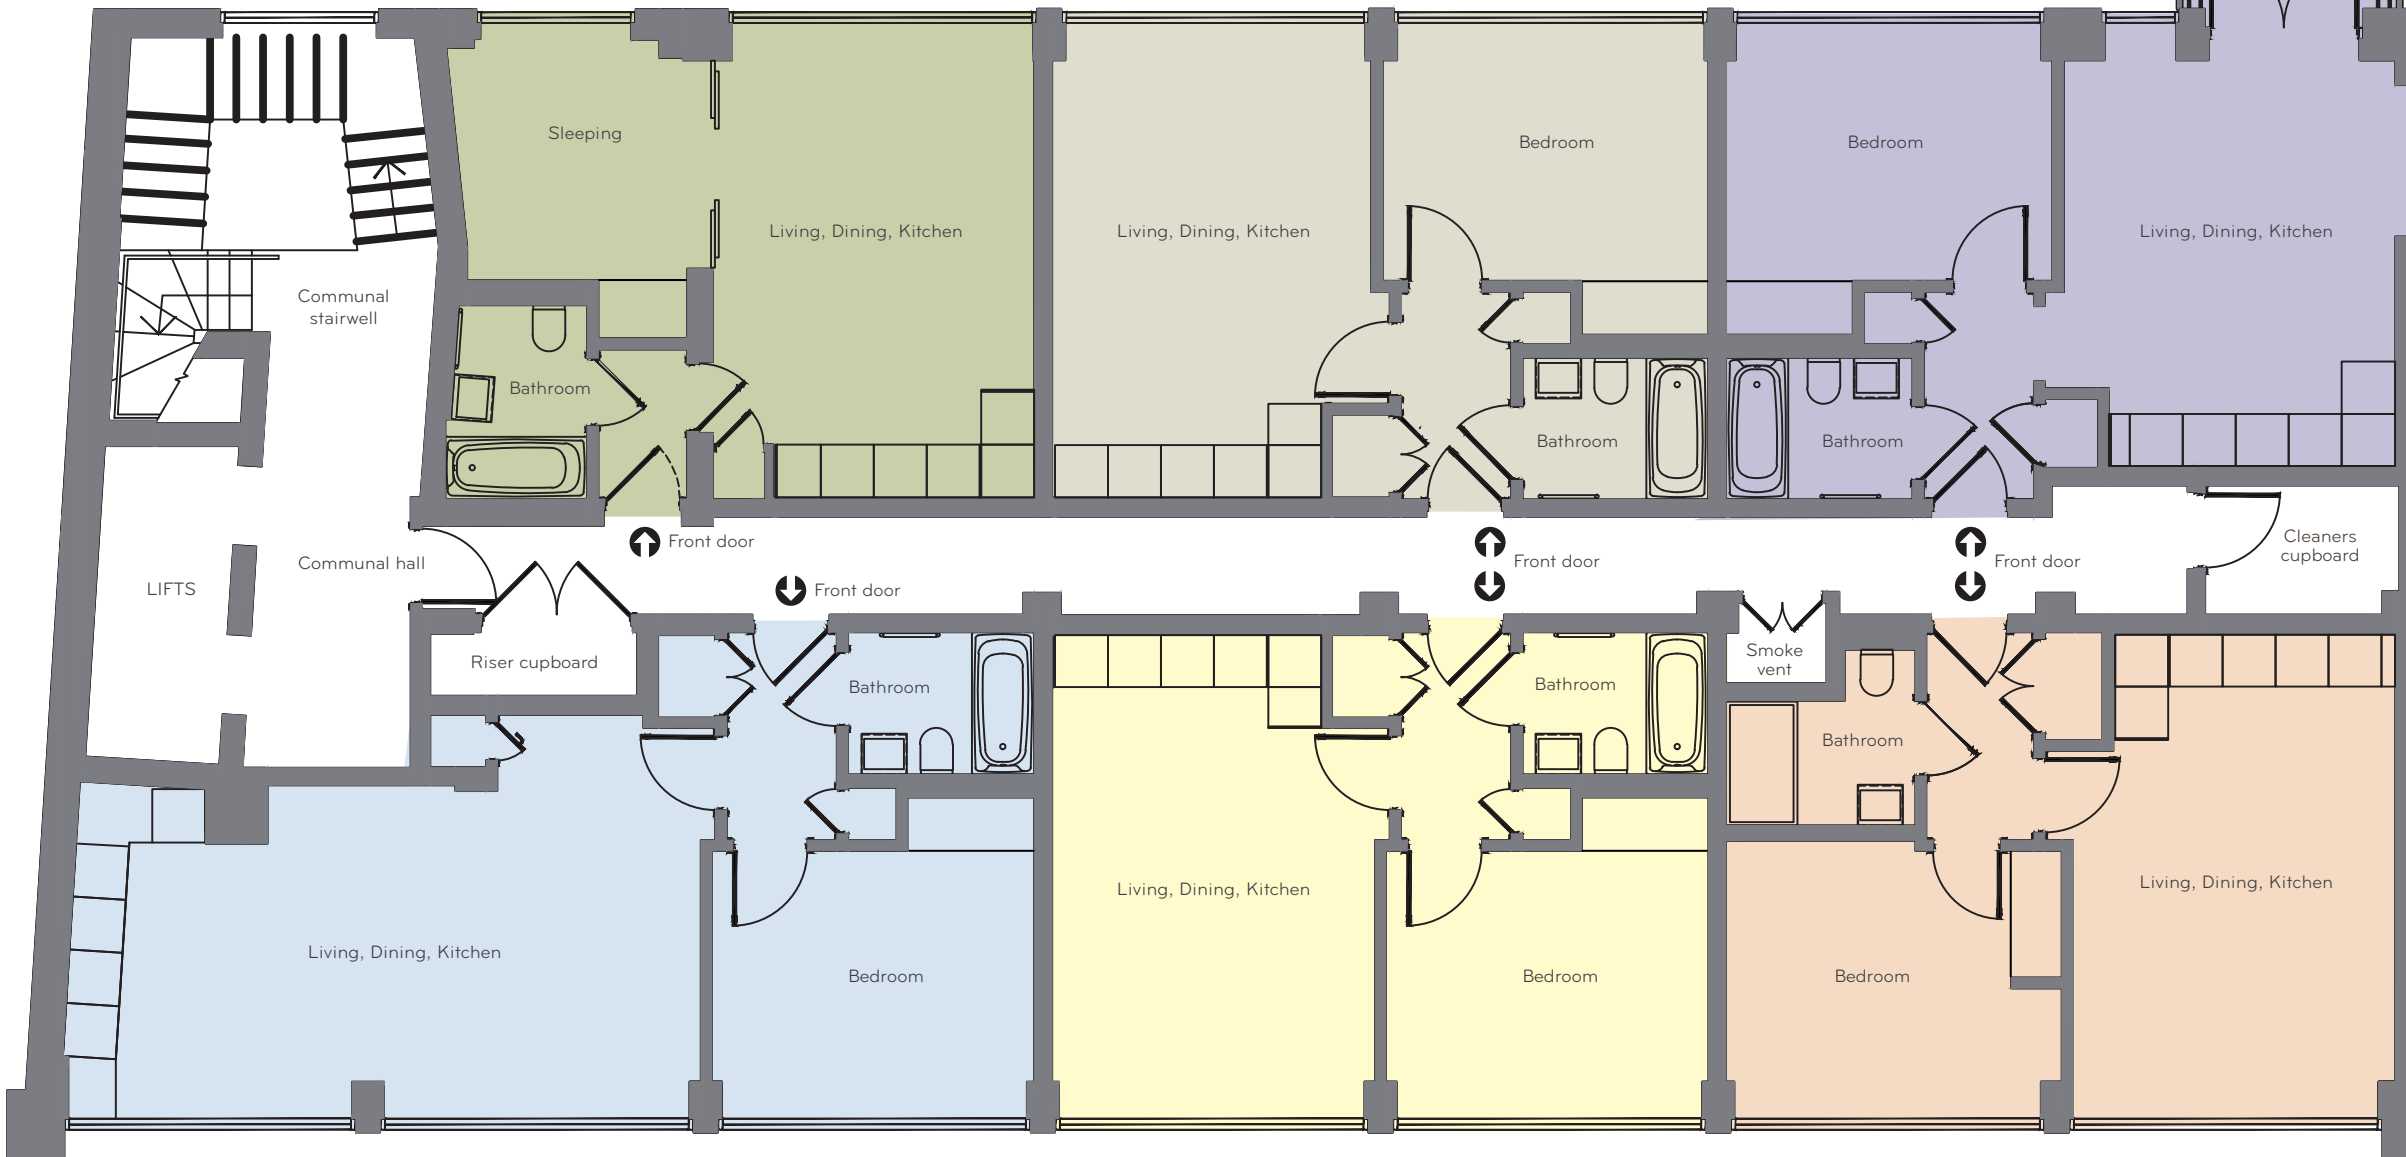 Sleeping
Bedroom
Bedroom
Living, Dining, Kitchen
Living, Dining, Kitchen
Living, Dining, Kitchen
Communal
stairwell
Bathroom
Bathroom
Bathroom
Front door
Cleaners
cupboard
Communal hall
Front door
Front door
LIFTS
Front door
Riser cupboard
Smoke
vent
Bathroom
Bathroom
Bathroom
Living, Dining, Kitchen
Living, Dining, Kitchen
Living, Dining, Kitchen
Bedroom
Bedroom
Bedroom